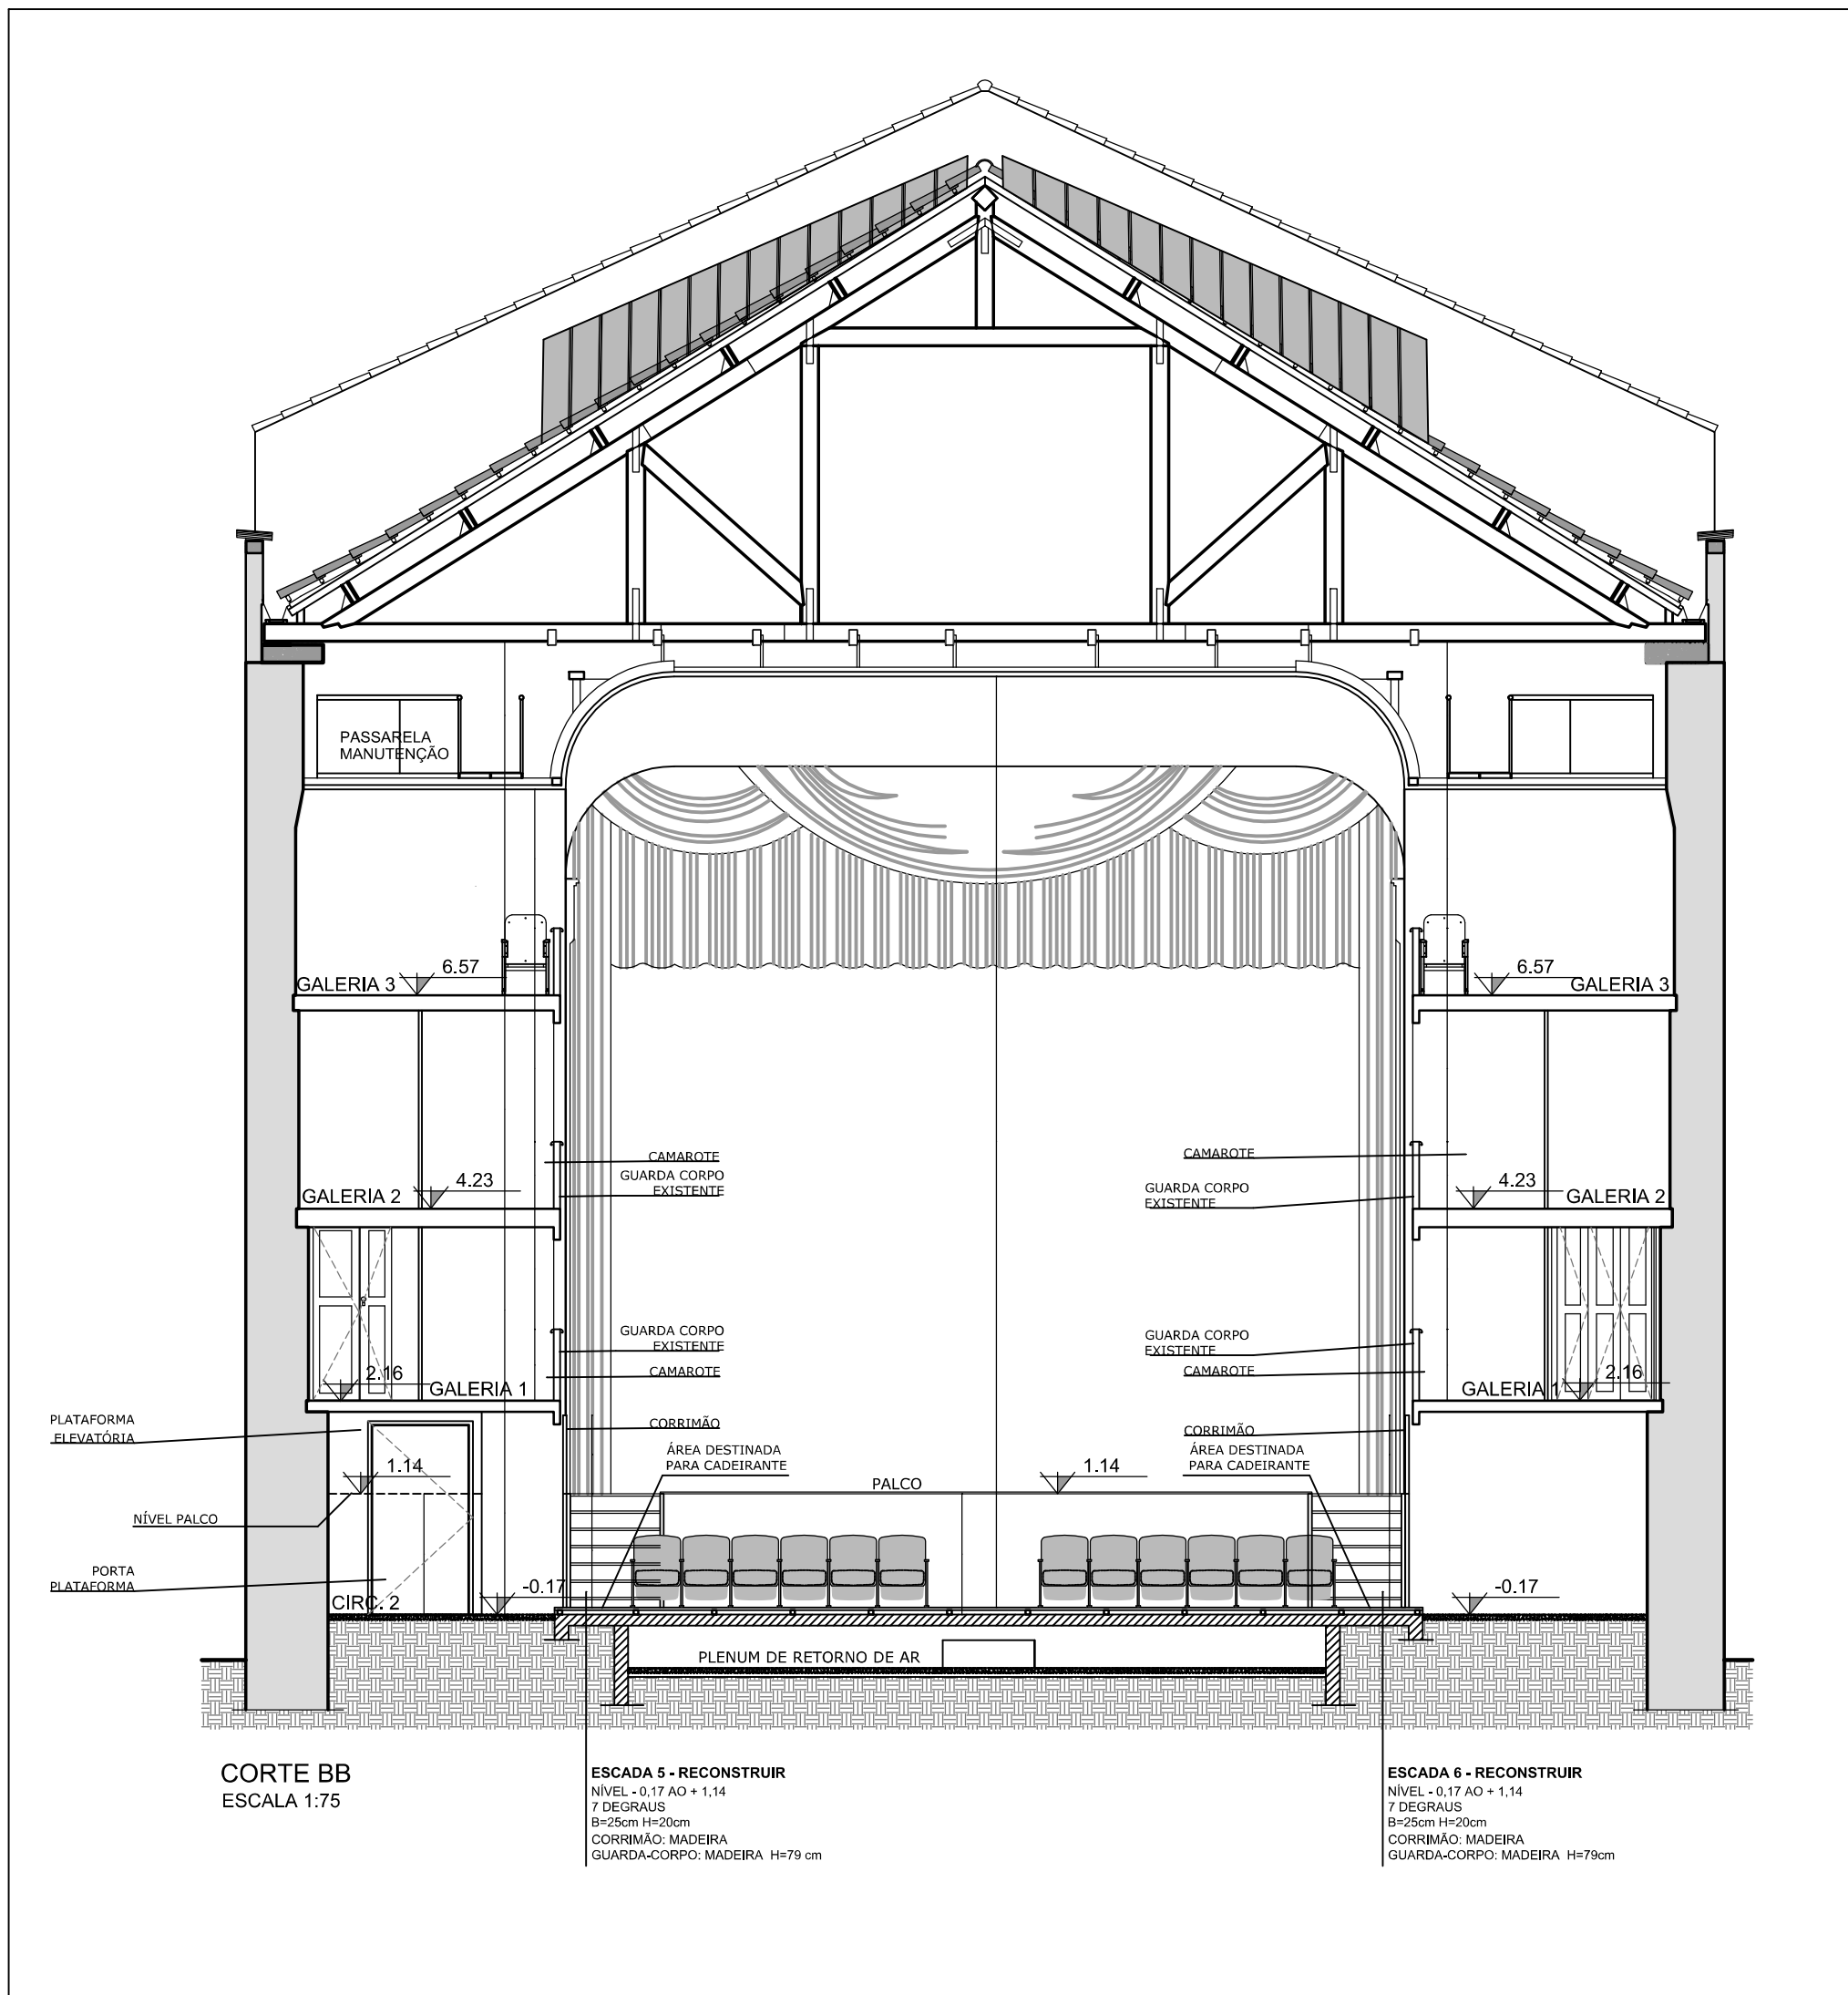 PASSARELA
MANUTENÇÃO
6.57
GALERIA 3
6.57
GALERIA 3
CAMAROTE
GUARDA CORPO
EXISTENTE
4.23
GALERIA 2
CAMAROTE
GUARDA CORPO
EXISTENTE
4.23
GALERIA 2
GUARDA CORPO
EXISTENTE
CAMAROTE
2.16
GALERIA 1
GUARDA CORPO
EXISTENTE
CAMAROTE
2.16
GALERIA 1
PLATAFORMA
ELEVATÓRIA
CORRIMÃO
CORRIMÃO
ÁREA DESTINADA
PARA CADEIRANTE
ÁREA DESTINADA
PARA CADEIRANTE
1.14
PALCO
1.14
NÍVEL PALCO
PORTA
PLATAFORMA
CIRC. 2
-0.17
-0.17
PLENUM DE RETORNO DE AR
CORTE BB
ESCALA 1:75
ESCADA 5 - RECONSTRUIR
NÍVEL - 0,17 AO + 1,14
7 DEGRAUS
B=25cm H=20cm
CORRIMÃO: MADEIRA
GUARDA-CORPO: MADEIRA H=79 cm
ESCADA 6 - RECONSTRUIR
NÍVEL - 0,17 AO + 1,14
7 DEGRAUS
B=25cm H=20cm
CORRIMÃO: MADEIRA
GUARDA-CORPO: MADEIRA H=79cm